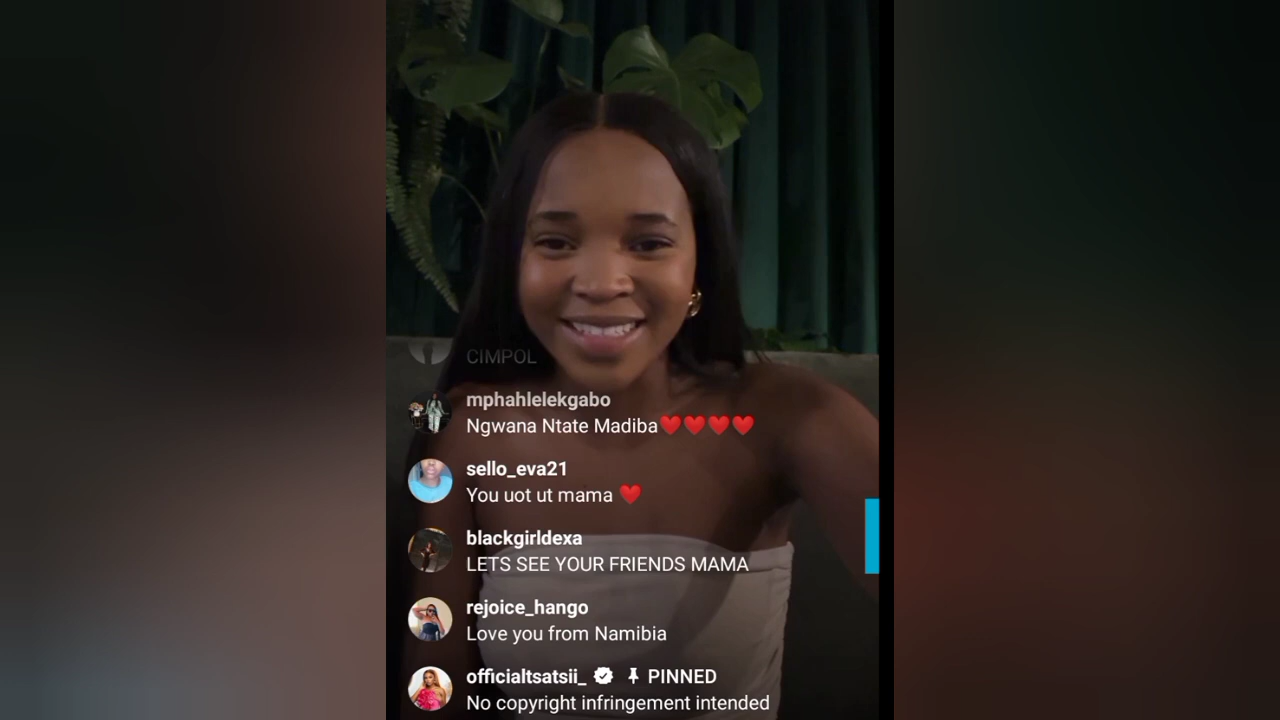 CIMPOL
mphahlelekgabo
Ngwana Ntate Madiba❤️❤️❤️❤️
sello_eva21
You uot ut mama ❤️
blackgirldexa
LETS SEE YOUR FRIENDS MAMA
rejoice_hango
Love you from Namibia
officialtsatsii_ PINNED
No copyright infringement intended